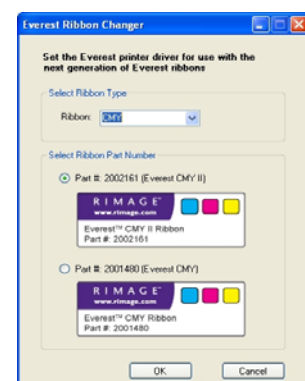 Everest Ribbon Changer
Set the Everest printer driver for use with the
next generation of Everest ribbons
Select Ribbon Type
Ribbon: CMY
Select Ribbon Part Number
Part #: 2002161 (Everest CMY II)
RIMAGE™
www.rimage.com
Everest™ CMY II Ribbon
Part #: 2002161
Part #: 2001480 (Everest CMY)
RIMAGE™
www.rimage.com
Everest™ CMY Ribbon
Part #: 2001480
OK Cancel